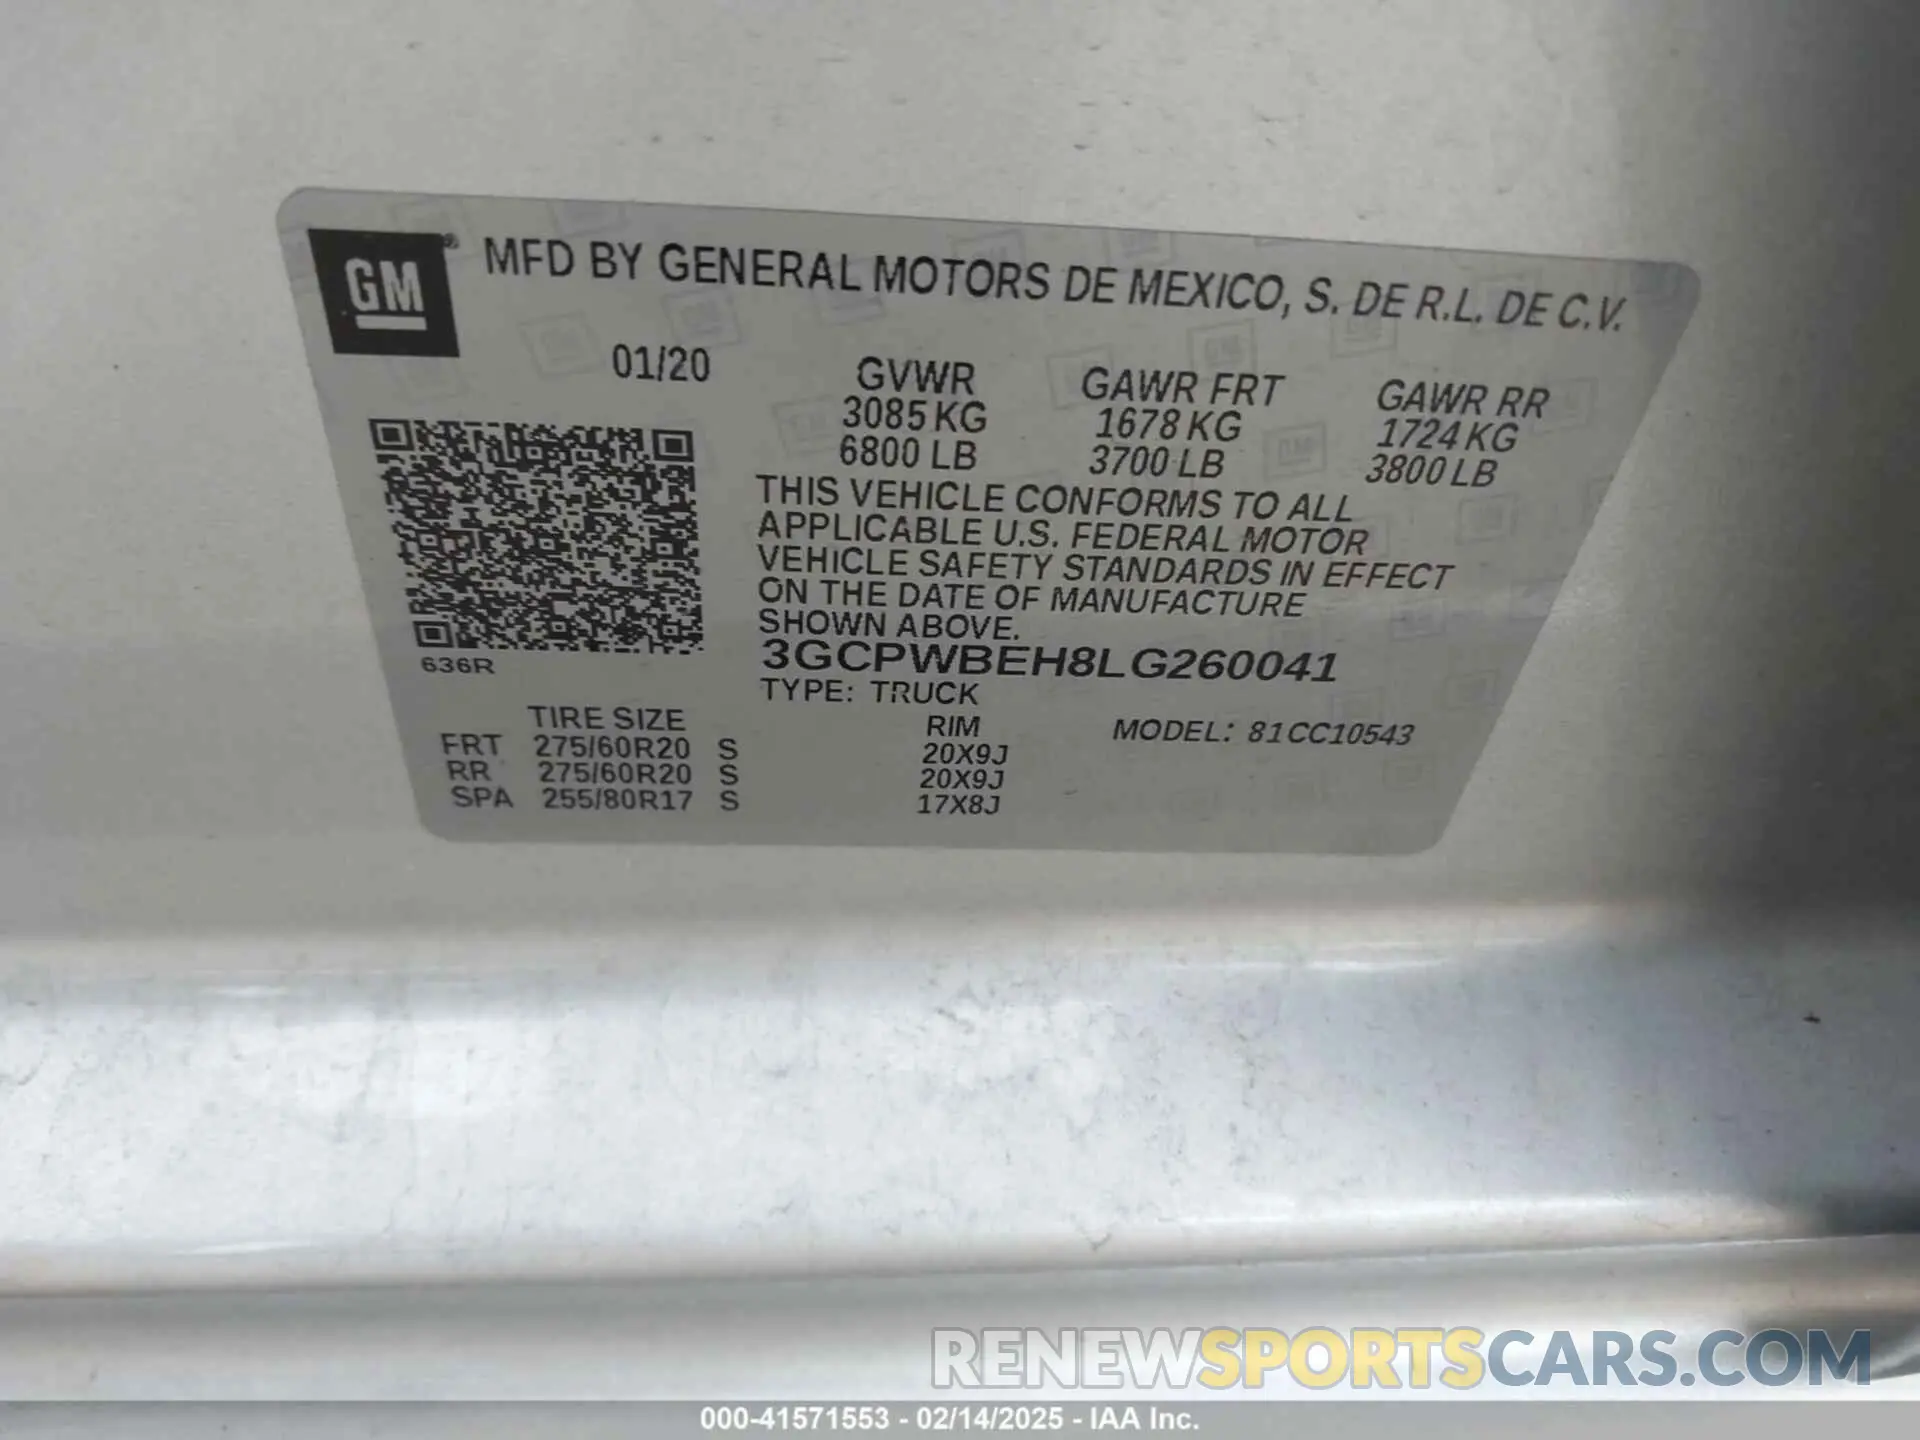 GM ® MFD BY GENERAL MOTORS DE MEXICO, S. DE R.L. DE C.V.
01/20 GVWR GAWR FRT GAWR RR
3085 KG 1678 KG 1724 KG
6800 LB 3700 LB 3800 LB
THIS VEHICLE CONFORMS TO ALL
APPLICABLE U.S. FEDERAL MOTOR
VEHICLE SAFETY STANDARDS IN EFFECT
ON THE DATE OF MANUFACTURE
SHOWN ABOVE.
636R 3GCPWBEH8LG260041
TYPE: TRUCK
TIRE SIZE RIM MODEL: 81CC10543
FRT 275/60R20 S 20X9J
RR 275/60R20 S 20X9J
SPA 255/80R17 S 17X8J
RENEWSPORTSCARS.COM
000-41571553 - 02/14/2025 - IAA Inc.